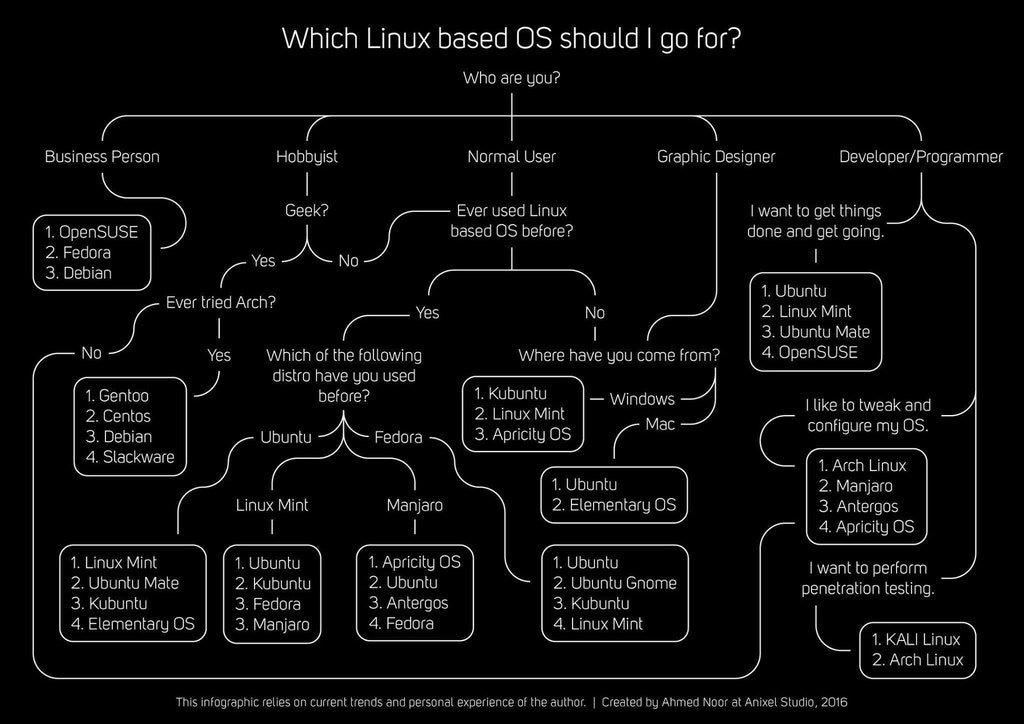 Which Linux based OS should I go for?
Who are you?
Business Person
Hobbyist
Normal User
Graphic Designer
Developer/Programmer
1. OpenSUSE
2. Fedora
3. Debian
Geek?
Yes
No
Ever used Linux
based OS before?
Yes
No
I want to get things
done and get going.
1. Ubuntu
2. Linux Mint
3. Ubuntu Mate
4. OpenSUSE
Ever tried Arch?
No
Yes
1. Gentoo
2. Centos
3. Debian
4. Slackware
Which of the following
distro have you used
before?
Ubuntu
Fedora
Linux Mint
Manjaro
Where have you come from?
Windows
Mac
1. Kubuntu
2. Linux Mint
3. Apricity OS
1. Ubuntu
2. Elementary OS
I like to tweak and
configure my OS.
1. Arch Linux
2. Manjaro
3. Antergos
4. Apricity OS
1. Linux Mint
2. Ubuntu Mate
3. Kubuntu
4. Elementary OS
1. Ubuntu
2. Kubuntu
3. Fedora
3. Manjaro
1. Apricity OS
2. Ubuntu
3. Antergos
4. Fedora
1. Ubuntu
2. Ubuntu Gnome
3. Kubuntu
4. Linux Mint
I want to perform
penetration testing.
1. KALI Linux
2. Arch Linux
This infographic relies on current trends and personal experience of the author. | Created by Ahmed Noor at Anixel Studio, 2016